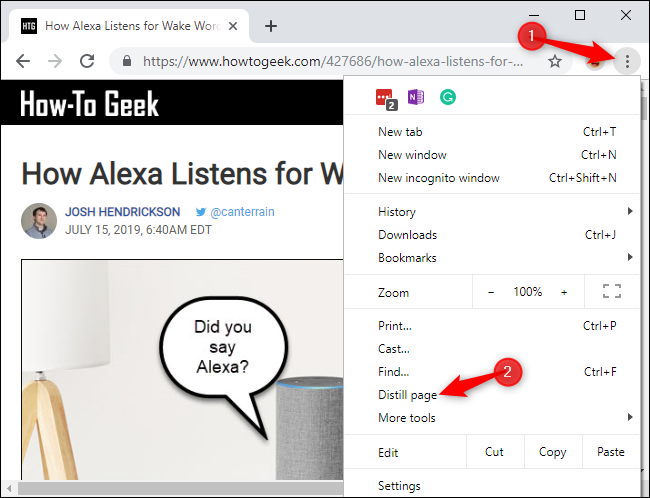 HTG How Alexa Listens for Wake Wor
1
https://www.howtogeek.com/427686/how-alexa-listens-for-...
2
How-To Geek
New tab Ctrl+T
New window Ctrl+N
New incognito window Ctrl+Shift+N
How Alexa Listens for W
JOSH HENDRICKSON @canterrain
JULY 15, 2019, 6:40AM EDT
History
Downloads Ctrl+J
Bookmarks
Zoom − 100% +
Did you
say
Alexa?
Print... Ctrl+P
Cast...
Find... Ctrl+F
2
Distill page
More tools
Edit Cut Copy Paste
Settings